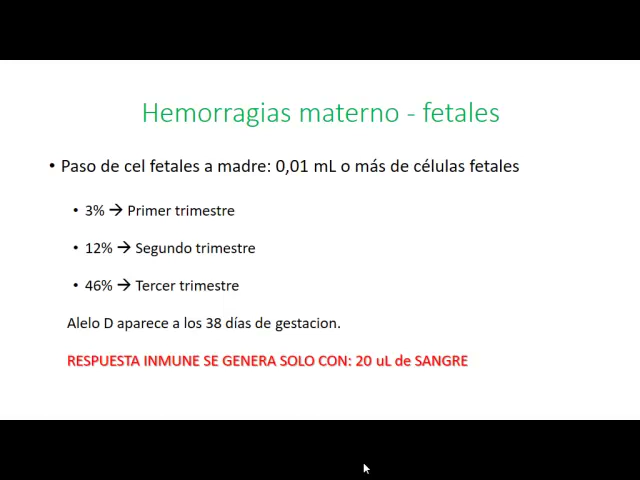 Hemorragias materno - fetales
• Paso de cel fetales a madre: 0,01 mL o más de células fetales
• 3% → Primer trimestre
• 12% → Segundo trimestre
• 46% → Tercer trimestre
Alelo D aparece a los 38 días de gestacion.
RESPUESTA INMUNE SE GENERA SOLO CON: 20 uL de SANGRE